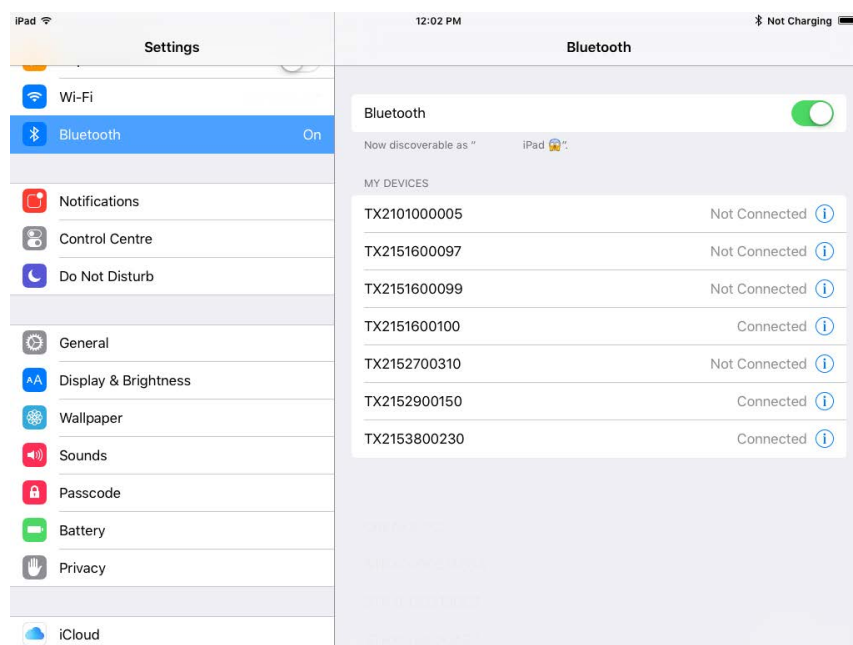 iPad 12:02 PM Not Charging
Settings
Bluetooth
Wi-Fi
Bluetooth On
Notifications
Control Centre
Do Not Disturb
General
AA Display & Brightness
Wallpaper
Sounds
Passcode
Battery
Privacy
iCloud
Bluetooth
Now discoverable as “ iPad 😱”.
MY DEVICES
TX2101000005 Not Connected i
TX2151600097 Not Connected i
TX2151600099 Not Connected i
TX2151600100 Connected i
TX2152700310 Not Connected i
TX2152900150 Connected i
TX2153800230 Connected i